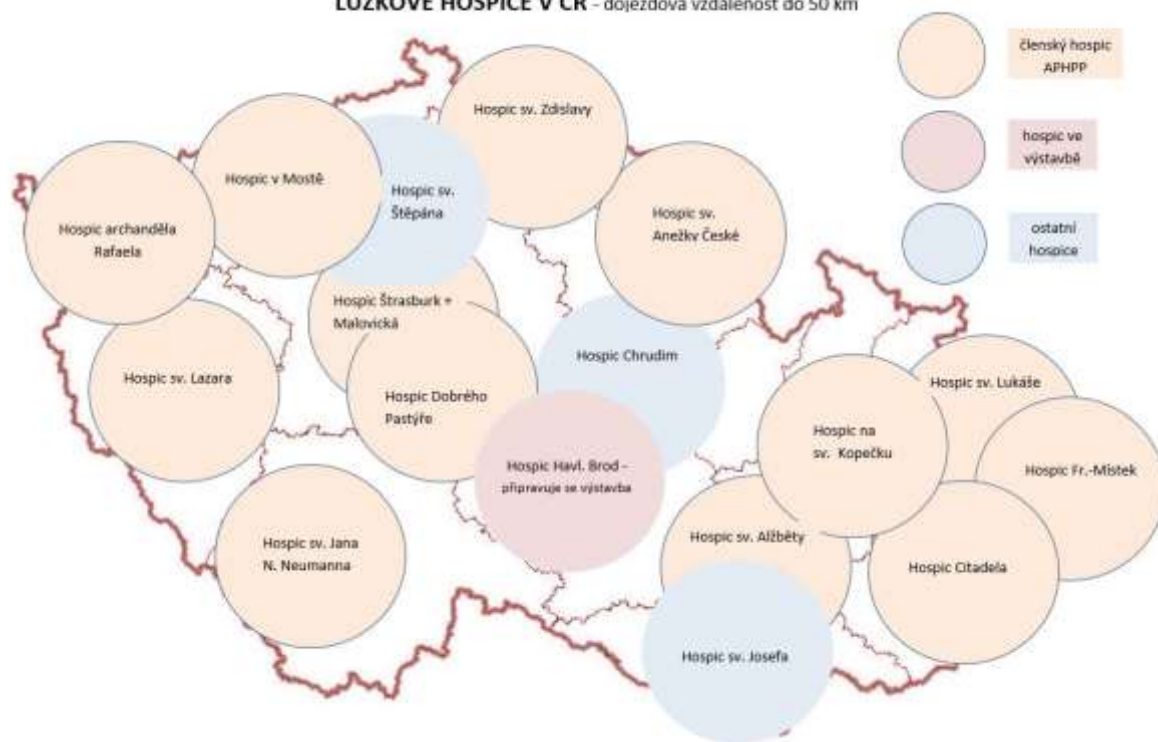 LŮŽKOVÉ HOSPICE V ČR - dojezdová vzdálenost do 50 km
členský hospic
APHPP
hospic ve
výstavbě
ostatní
hospice
Hospic sv. Zdislavy
Hospic v Mostě
Hospic sv.
Štěpána
Hospic sv.
Anežky České
Hospic archanděla
Rafaela
Hospic Štrasburk +
Malovická
Hospic Chrudim
Hospic sv. Lazara
Hospic Dobrého
Pastýře
Hospic sv. Lukáše
Hospic na
sv. Kopečku
Hospic Fr.-Místek
Hospic Havl. Brod -
připravuje se výstavba
Hospic sv. Jana
N. Neumanna
Hospic sv. Alžběty
Hospic Citadela
Hospic sv. Josefa